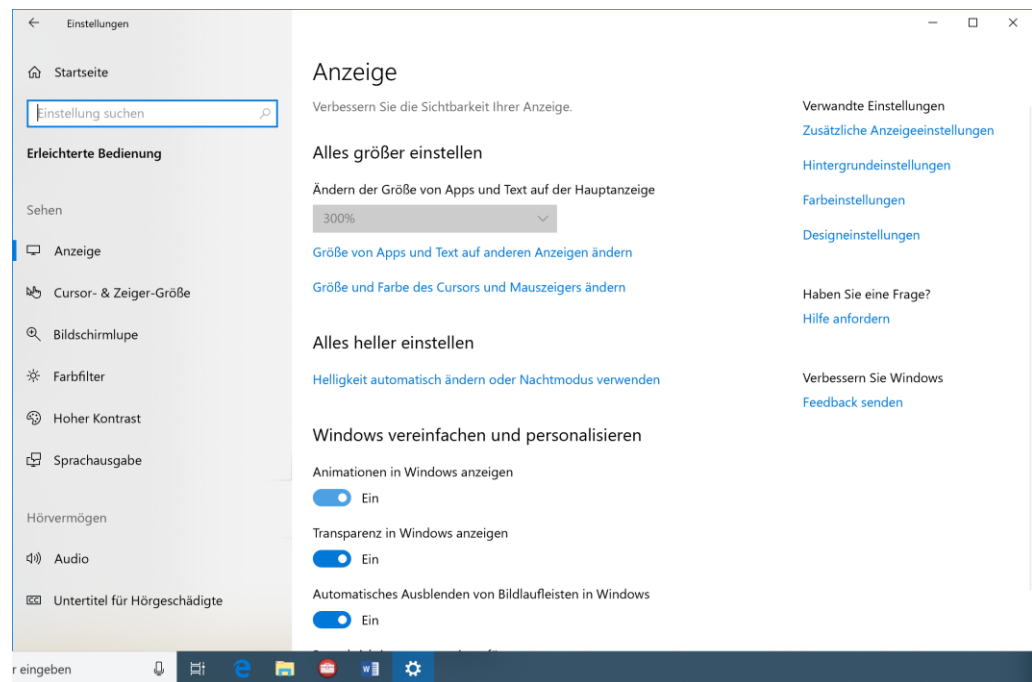 Einstellungen
Startseite
Einstellung suchen
Erleichterte Bedienung
Sehen
Anzeige
Cursor- & Zeiger-Größe
Bildschirmlupe
Farbfilter
Hoher Kontrast
Sprachausgabe
Hörvermögen
Audio
Untertitel für Hörgeschädigte
Anzeige
Verbessern Sie die Sichtbarkeit Ihrer Anzeige.
Alles größer einstellen
Ändern der Größe von Apps und Text auf der Hauptanzeige
300%
Größe von Apps und Text auf anderen Anzeigen ändern
Größe und Farbe des Cursors und Mauszeigers ändern
Alles heller einstellen
Helligkeit automatisch ändern oder Nachtmodus verwenden
Windows vereinfachen und personalisieren
Animationen in Windows anzeigen
Ein
Transparenz in Windows anzeigen
Ein
Automatisches Ausblenden von Bildlaufleisten in Windows
Ein
Verwandte Einstellungen
Zusätzliche Anzeigeeinstellungen
Hintergrundeinstellungen
Farbeinstellungen
Designeinstellungen
Haben Sie eine Frage?
Hilfe anfordern
Verbessern Sie Windows
Feedback senden
r eingeben